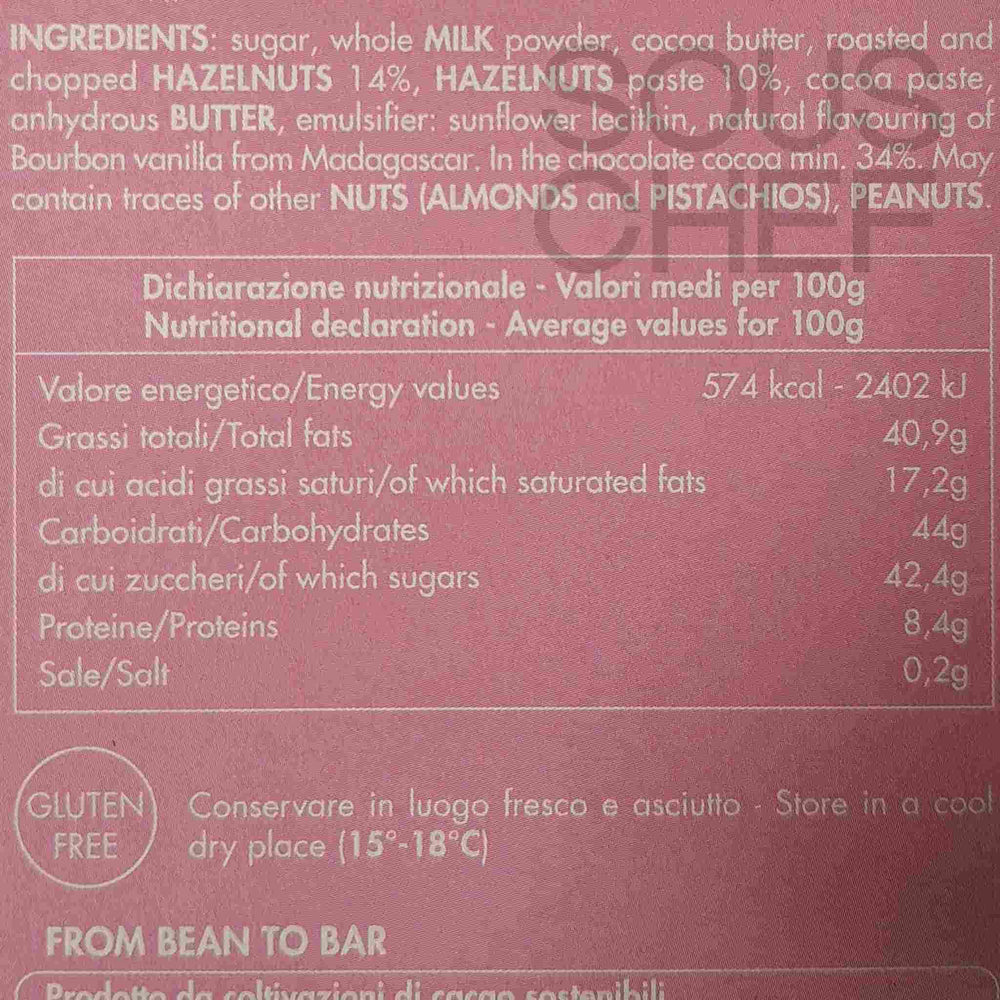 INGREDIENTS: sugar, whole MILK powder, cocoa butter, roasted and
chopped HAZELNUTS 14%, HAZELNUTS paste 10%, cocoa paste,
anhydrous BUTTER, emulsifier: sunflower lecithin, natural flavouring of
Bourbon vanilla from Madagascar. In the chocolate cocoa min. 34%. May
contain traces of other NUTS (ALMONDS and PISTACHIOS), PEANUTS.
SOUS
CHEF
Dichiarazione nutrizionale - Valori medi per 100g
Nutritional declaration - Average values for 100g
Valore energetico/Energy values 574 kcal - 2402 kJ
Grassi totali/Total fats 40,9g
di cui acidi grassi saturi/of which saturated fats 17,2g
Carboidrati/Carbohydrates 44g
di cui zuccheri/of which sugars 42,4g
Proteine/Proteins 8,4g
Sale/Salt 0,2g
GLUTEN
FREE
Conservare in luogo fresco e asciutto - Store in a cool
dry place (15°-18°C)
FROM BEAN TO BAR
Prodotto da coltivazioni di cacao sostenibili